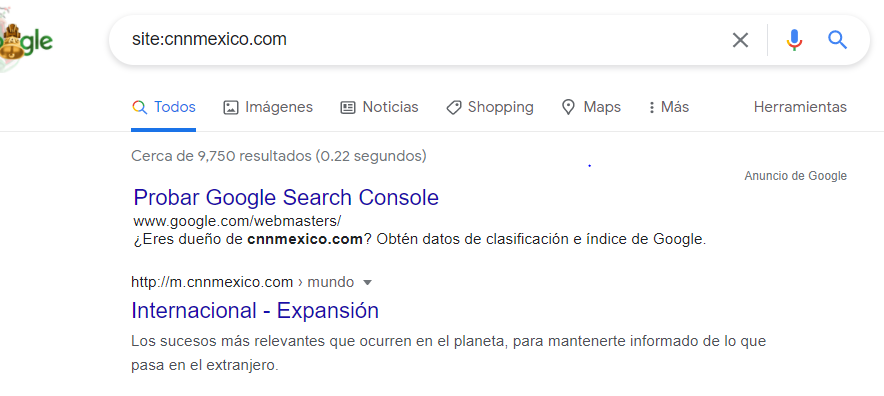 gle
site:cnnmexico.com
Todos Imágenes Noticias Shopping Maps Más Herramientas
Cerca de 9,750 resultados (0.22 segundos)
Anuncio de Google
Probar Google Search Console
www.google.com/webmasters/
¿Eres dueño de cnnmexico.com? Obtén datos de clasificación e índice de Google.
http://m.cnnmexico.com › mundo
Internacional - Expansión
Los sucesos más relevantes que ocurren en el planeta, para mantenerte informado de lo que
pasa en el extranjero.